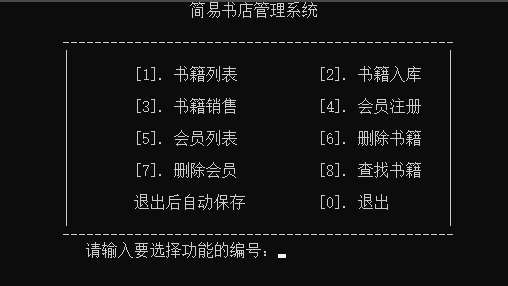 简易书店管理系统
[1]. 书籍列表 [2]. 书籍入库
[3]. 书籍销售 [4]. 会员注册
[5]. 会员列表 [6]. 删除书籍
[7]. 删除会员 [8]. 查找书籍
退出后自动保存 [0]. 退出
请输入要选择功能的编号: